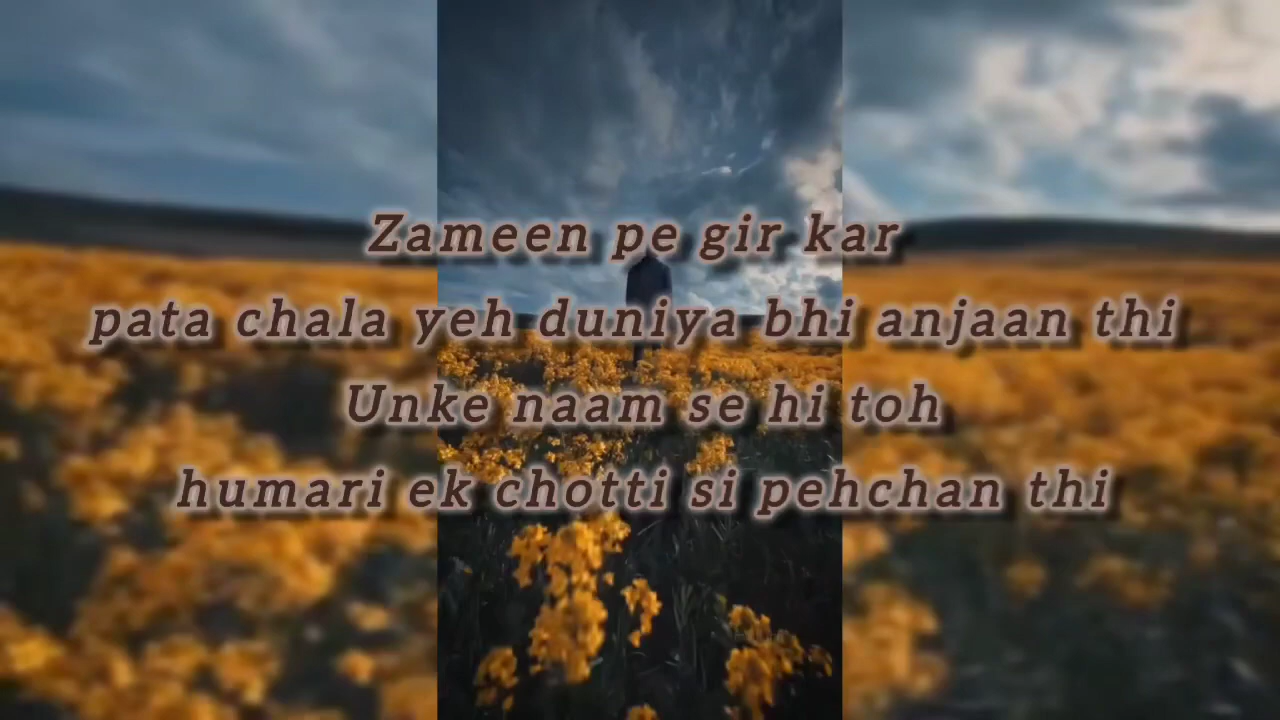 Zameen pe gir kar
pata chala yeh duniya bhi anjaan thi
Unke naam se hi toh
humari ek chotti si pehchan thi